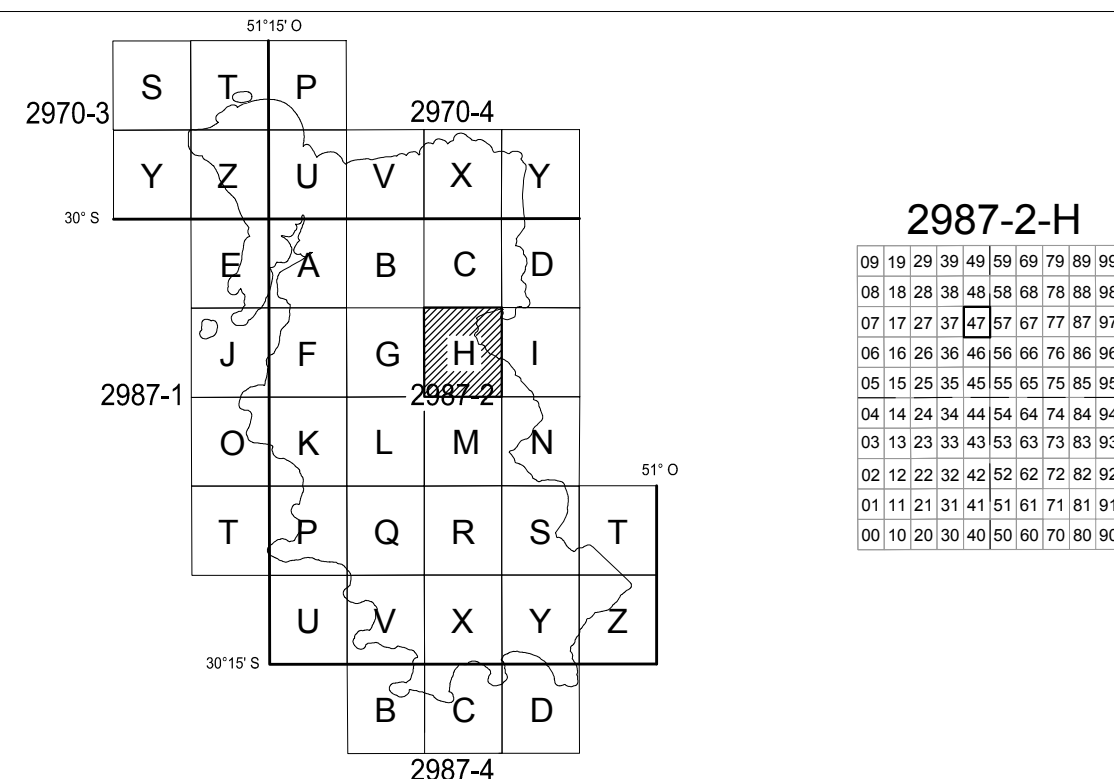 51°15' O
S T P
2970-3 2970-4
Y Z U V X Y
30° S
E A B C D
J F G H I
2987-1 2987-2
O K L M N
51° O
T P Q R S T
U V X Y Z
30°15' S
B C D
2987-4
2987-2-H
09 19 29 39 49 59 69 79 89 99
08 18 28 38 48 58 68 78 88 98
07 17 27 37 47 57 67 77 87 97
06 16 26 36 46 56 66 76 86 96
05 15 25 35 45 55 65 75 85 95
04 14 24 34 44 54 64 74 84 94
03 13 23 33 43 53 63 73 83 93
02 12 22 32 42 52 62 72 82 92
01 11 21 31 41 51 61 71 81 91
00 10 20 30 40 50 60 70 80 90